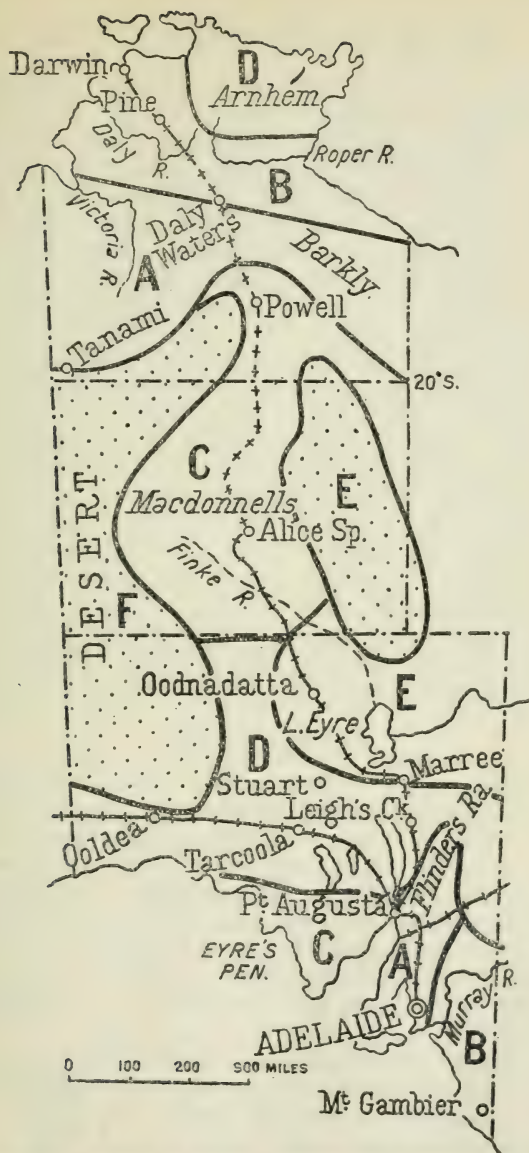 Darwin
D
Arnhem
Pine
Daly
R.
Roper R.
B
Victoria
R.
Daly
Waters
A
Barkly
Powell
Tanami
20°S.
C
E
Macdonnells
Alice Sp.
DESERT
Finke R.
F
Oodnadatta
E
L.Eyre
D
Marree
Stuart
Leigh's Ck.
Flinders Ra.
Ooldea
Tarcoola
Pt Augusta
EYRE'S
PEN.
C
A
Murray R.
ADELAIDE
B
0 100 200 300 MILES
Mt Gambier